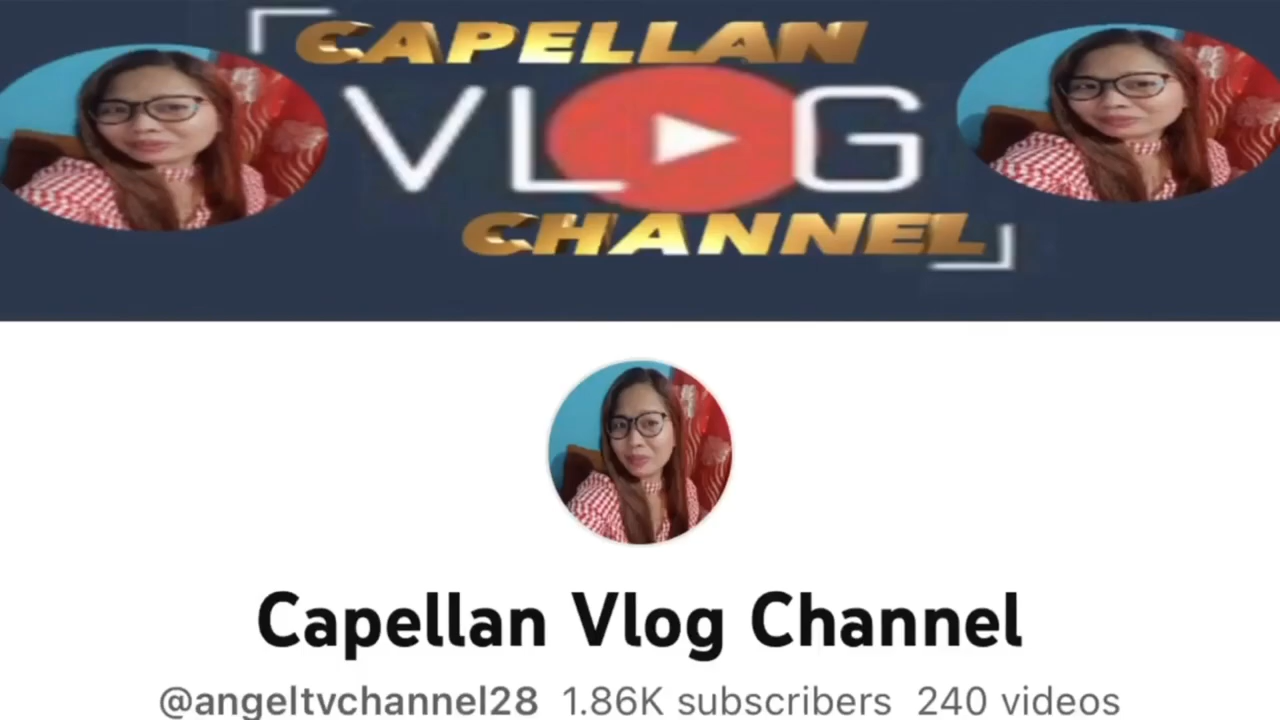 CAPELLAN
VLOG
CHANNEL
Capellan Vlog Channel
@angeltvchannel28 1.86K subscribers 240 videos